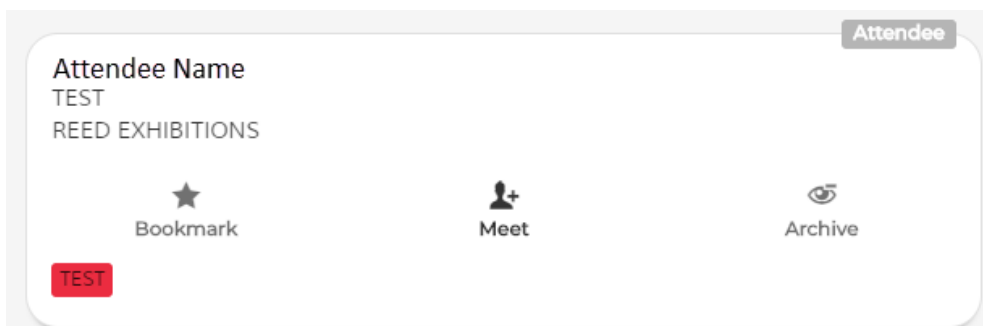 Attendee
Attendee Name
TEST
REED EXHIBITIONS
Bookmark
Meet
Archive
TEST